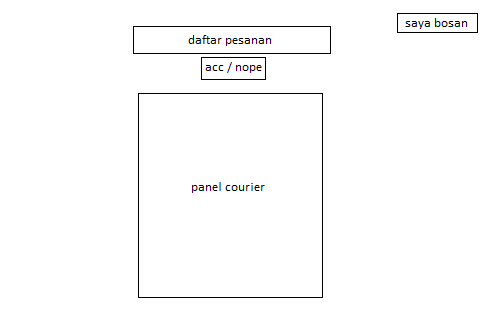 saya bosan
daftar pesanan
acc / nope
panel courier